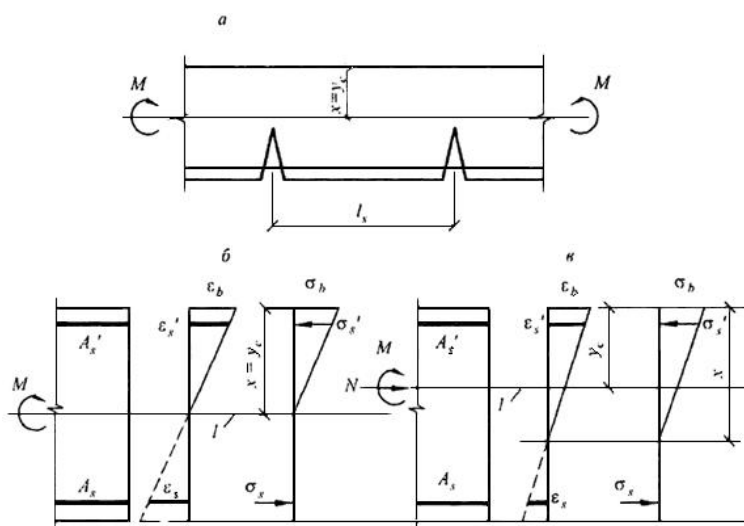 а
M
x=y_c
M
l_s
б
в
ε_b
σ_b
ε_b
σ_b
A_s'
ε_s'
σ_s'
A_s'
ε_s'
σ_s'
M
x = y_c
M
N
y_c
x
l
l
A_s
ε_s
σ_s
A_s
ε_s
σ_s